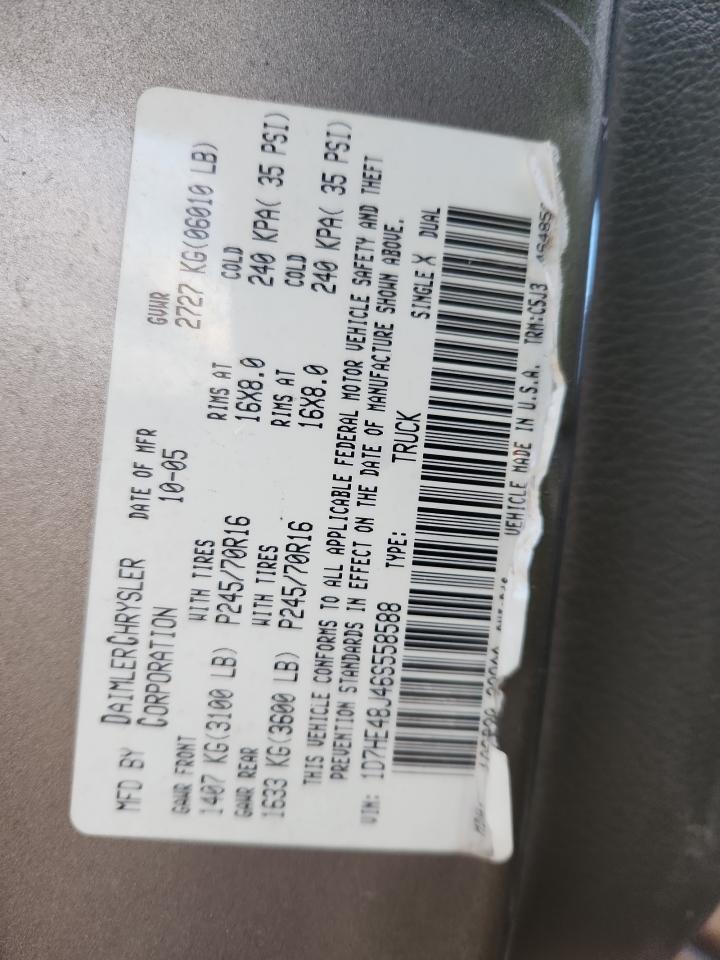 MFD BY DAIMLERCHRYSLER CORPORATION
DATE OF MFR 10-05
GVWR 2727 KG(06010 LB)
GAWR FRONT WITH TIRES RIMS AT COLD
1407 KG(3100 LB) P245/70R16 16X8.0 240 KPA( 35 PSI)
GAWR REAR WITH TIRES RIMS AT COLD
1633 KG(3600 LB) P245/70R16 16X8.0 240 KPA( 35 PSI)
THIS VEHICLE CONFORMS TO ALL APPLICABLE FEDERAL MOTOR VEHICLE SAFETY AND THEFT
PREVENTION STANDARDS IN EFFECT ON THE DATE OF MANUFACTURE SHOWN ABOVE.
VIN: 1D7HE48J46S558588 TYPE: TRUCK SINGLE X DUAL
VEHICLE MADE IN U.S.A. TRM:C5J3